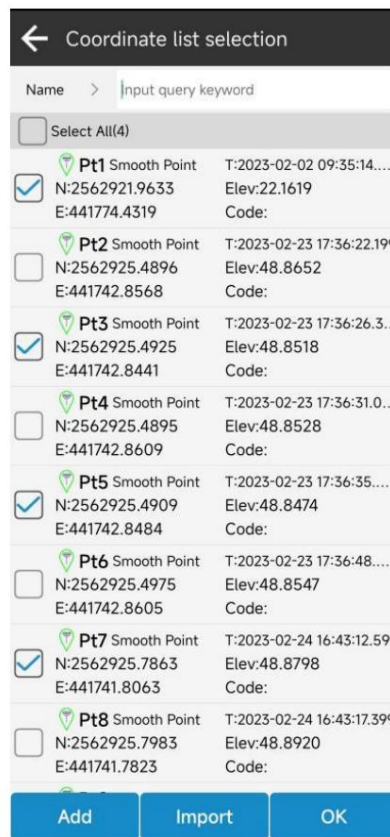 Coordinate list selection
Name > Input query keyword
Select All(4)
Pt1 Smooth Point T:2023-02-02 09:35:14....
N:2562921.9633 Elev:22.1619
E:441774.4319 Code:
Pt2 Smooth Point T:2023-02-23 17:36:22.199
N:2562925.4896 Elev:48.8652
E:441742.8568 Code:
Pt3 Smooth Point T:2023-02-23 17:36:26.3...
N:2562925.4925 Elev:48.8518
E:441742.8441 Code:
Pt4 Smooth Point T:2023-02-23 17:36:31.0...
N:2562925.4895 Elev:48.8528
E:441742.8609 Code:
Pt5 Smooth Point T:2023-02-23 17:36:35....
N:2562925.4909 Elev:48.8474
E:441742.8484 Code:
Pt6 Smooth Point T:2023-02-23 17:36:48....
N:2562925.4975 Elev:48.8547
E:441742.8605 Code:
Pt7 Smooth Point T:2023-02-24 16:43:12.59
N:2562925.7863 Elev:48.8798
E:441741.8063 Code:
Pt8 Smooth Point T:2023-02-24 16:43:17.399
N:2562925.7983 Elev:48.8920
E:441741.7823 Code:
Add Import OK